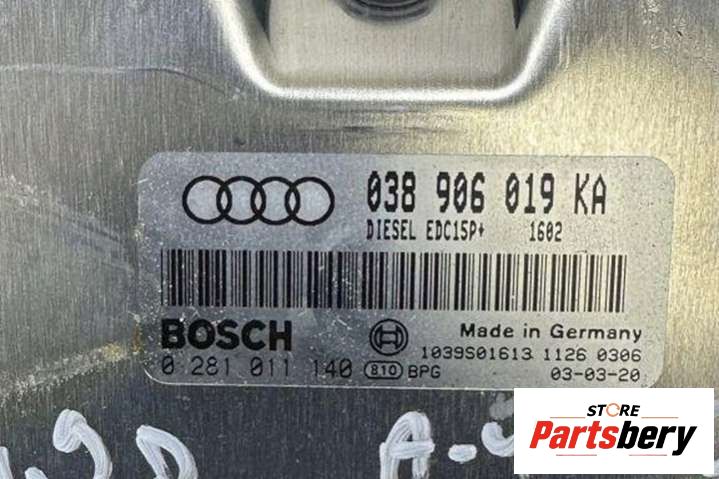 038 906 019 KA
DIESEL EDC15P+ 1602
BOSCH
Made in Germany
0 281 011 140
810 BPG
1039S01613 1126 0306
03-03-20
STORE
Partsbery